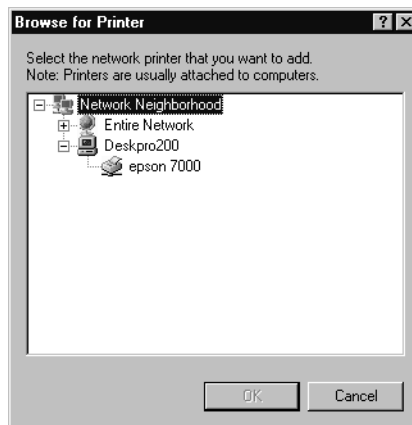 Browse for Printer
Select the network printer that you want to add.
Note: Printers are usually attached to computers.
Network Neighborhood
Entire Network
Deskpro200
epson 7000
OK
Cancel